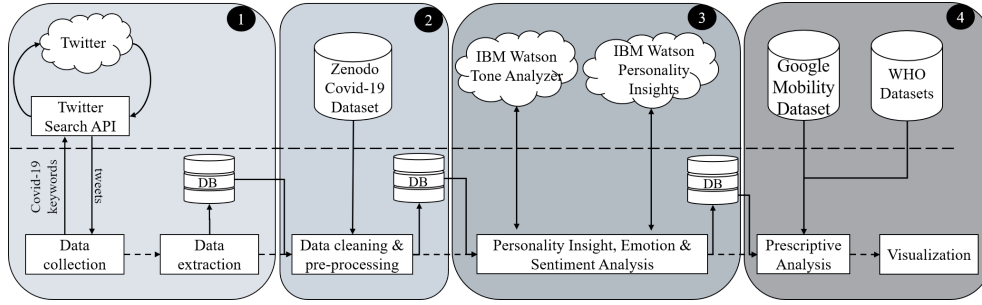 1
Twitter
Twitter
Search API
Covid-19
keywords
tweets
DB
Data
collection
Data
extraction
2
Zenodo
Covid-19
Dataset
DB
Data cleaning &
pre-processing
3
IBM Watson
Tone Analyzer
IBM Watson
Personality
Insights
DB
Personality Insight, Emotion &
Sentiment Analysis
4
Google
Mobility
Dataset
WHO
Datasets
Prescriptive
Analysis
Visualization